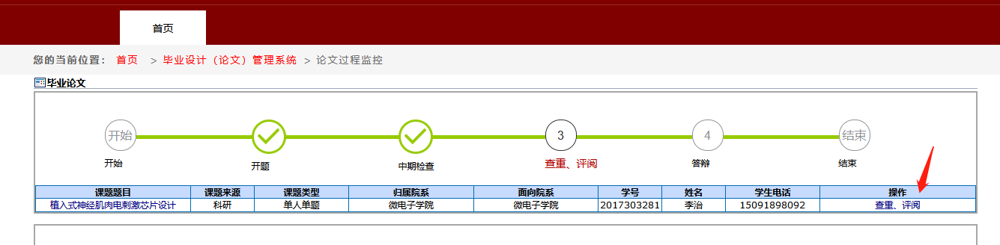 首页
您的当前位置： 首页 > 毕业设计（论文）管理系统 > 论文过程监控
毕业论文
开始 3 4 结束
开始 开题 中期检查 查重、评阅 答辩 结束
课题题目 课题来源 课题类型 归属院系 面向院系 学号 姓名 学生电话 操作
植入式神经肌肉电刺激芯片设计 科研 单人单题 微电子学院 微电子学院 2017303281 李治 15091898092 查重、评阅